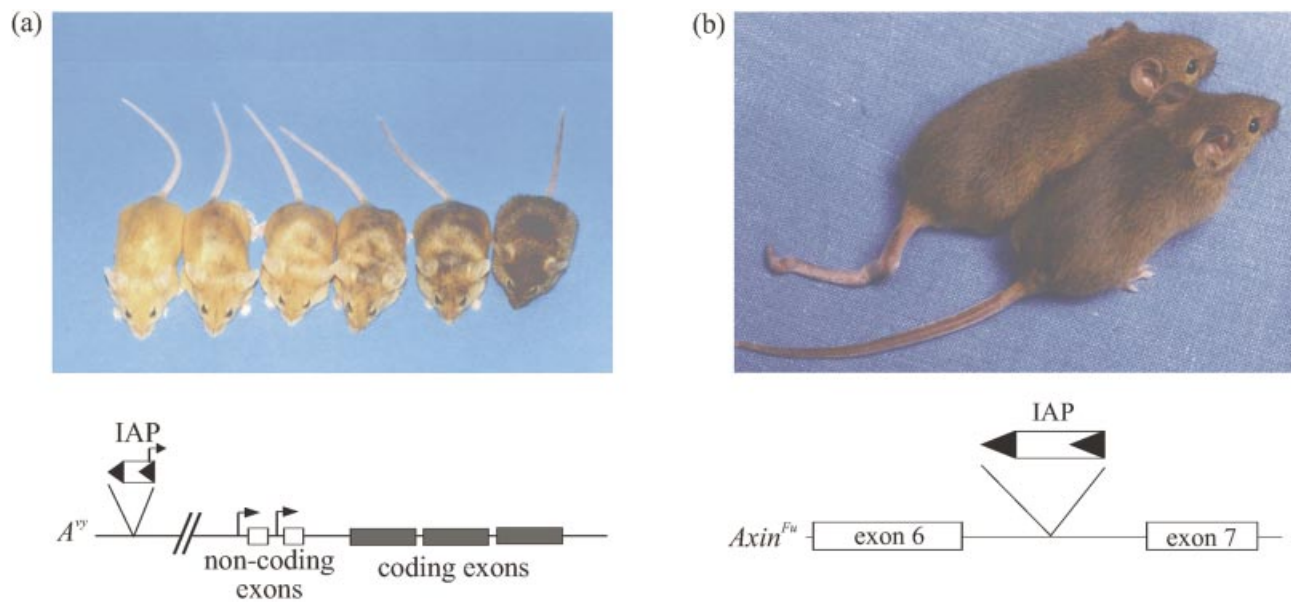 (a)
(b)
IAP
A^vy
non-coding
exons
coding exons
IAP
Axin^Fu
exon 6
exon 7